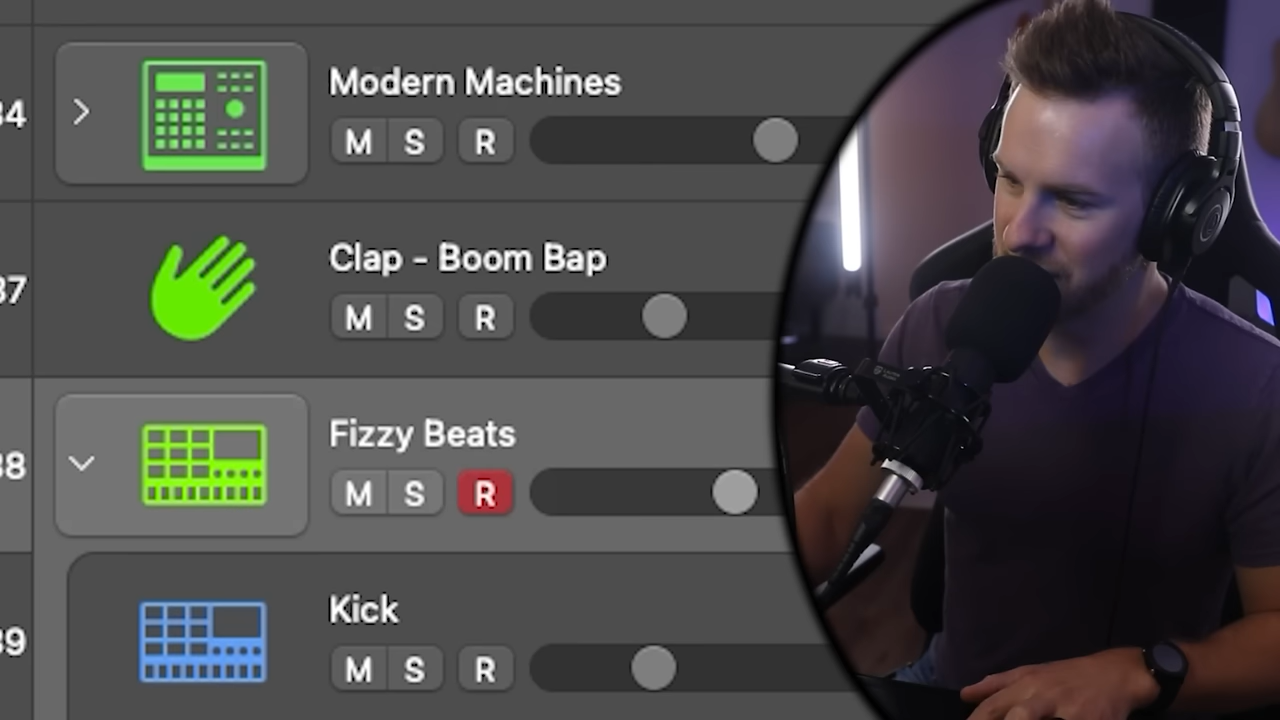 34
Modern Machines
M S R
37
Clap - Boom Bap
M S R
38
Fizzy Beats
M S R
39
Kick
M S R